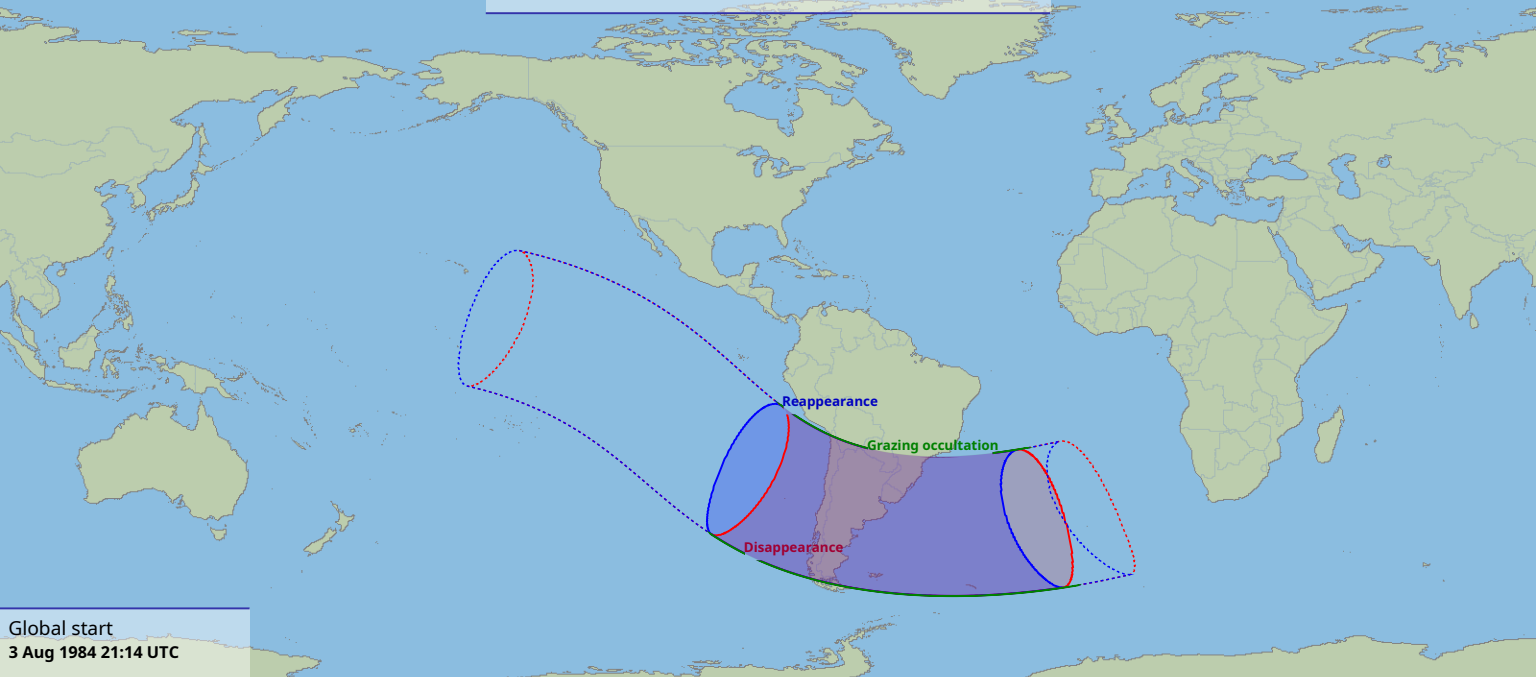 Reappearance
Grazing occultation
Disappearance
Global start
3 Aug 1984 21:14 UTC